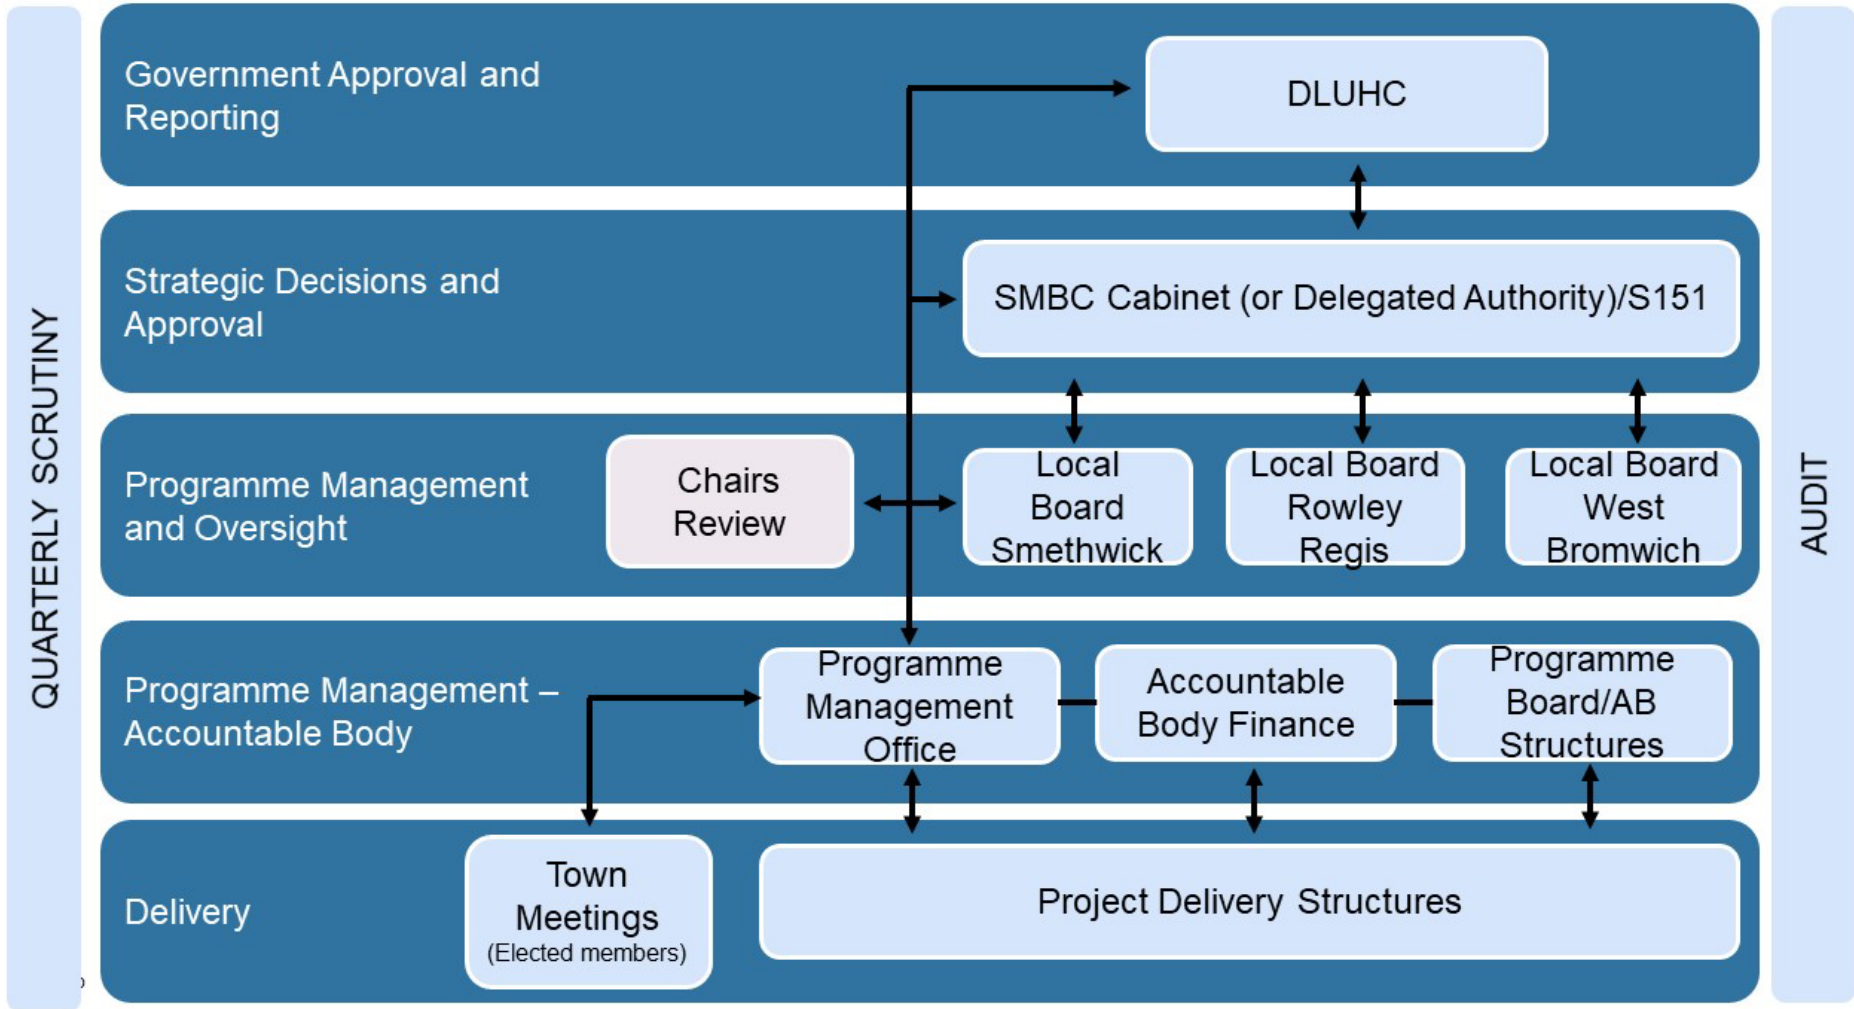 QUARTERLY SCRUTINY
Government Approval and
Reporting
DLUHC
Strategic Decisions and
Approval
SMBC Cabinet (or Delegated Authority)/S151
Programme Management
and Oversight
Chairs
Review
Local
Board
Smethwick
Local Board
Rowley
Regis
Local Board
West
Bromwich
Programme Management –
Accountable Body
Programme
Management
Office
Accountable
Body Finance
Programme
Board/AB
Structures
Delivery
Town
Meetings
(Elected members)
Project Delivery Structures
AUDIT